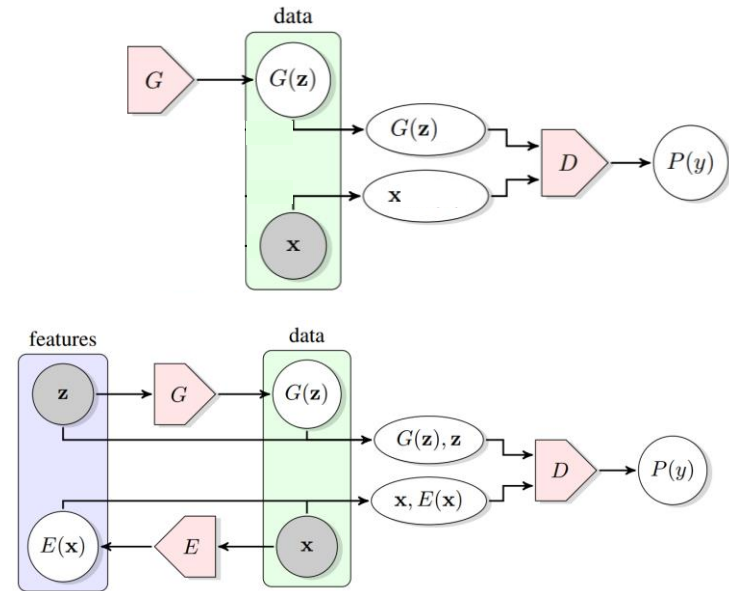 data
G
G(z)
G(z)
D
P(y)
x
x
features
data
z
G
G(z)
G(z), z
D
P(y)
x, E(x)
E(x)
E
x